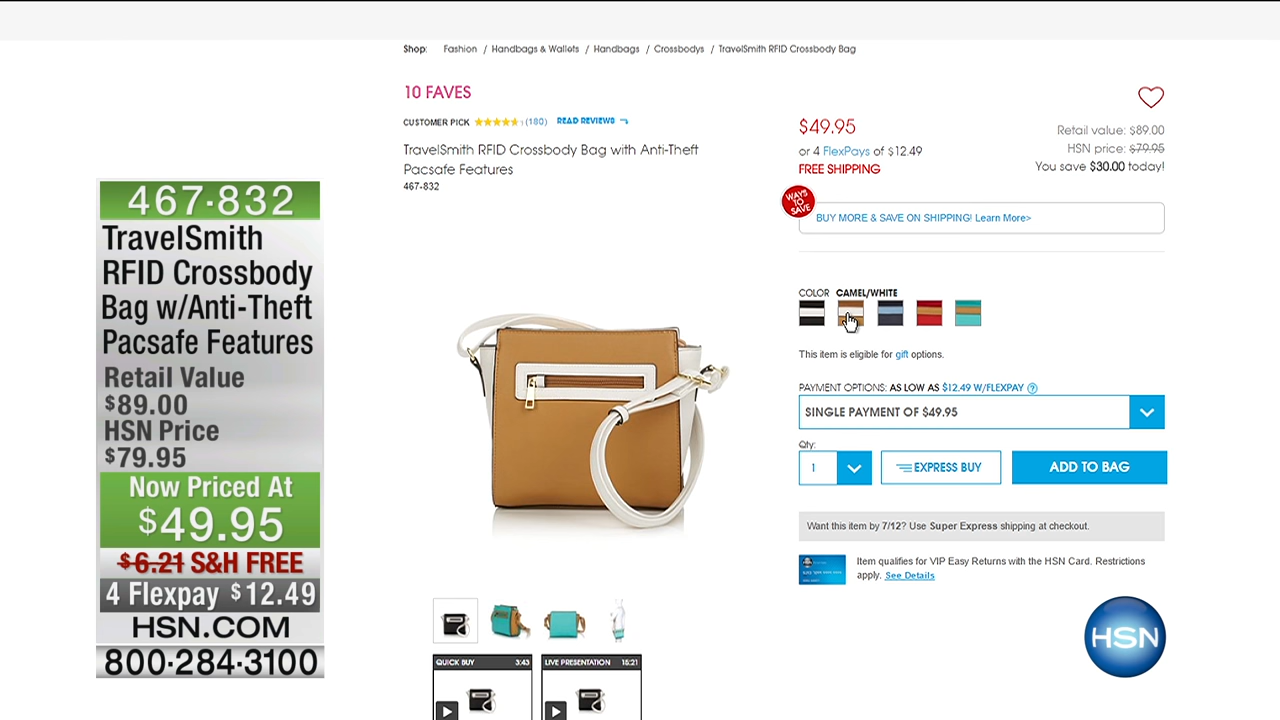 Shop: Fashion / Handbags & Wallets / Handbags / Crossbodys / TravelSmith RFID Crossbody Bag
10 FAVES
CUSTOMER PICK (180) READ REVIEWS
TravelSmith RFID Crossbody Bag with Anti-Theft
Pacsafe Features
467-832
$49.95
or 4 FlexPays of $12.49
FREE SHIPPING
Retail value: $89.00
HSN price: $79.95
You save $30.00 today!
WAYS
TO
SAVE
BUY MORE & SAVE ON SHIPPING! Learn More>
COLOR CAMEL/WHITE
This item is eligible for gift options.
PAYMENT OPTIONS: AS LOW AS $12.49 W/FLEXPAY ?
SINGLE PAYMENT OF $49.95
Qty:
1
EXPRESS BUY
ADD TO BAG
Want this item by 7/12? Use Super Express shipping at checkout.
Item qualifies for VIP Easy Returns with the HSN Card. Restrictions
apply. See Details
QUICK BUY 3:43
LIVE PRESENTATION 15:21
467-832
TravelSmith
RFID Crossbody
Bag w/Anti-Theft
Pacsafe Features
Retail Value
$89.00
HSN Price
$79.95
Now Priced At
$49.95
$6.21 S&H FREE
4 Flexpay $12.49
HSN.COM
800-284-3100
HSN